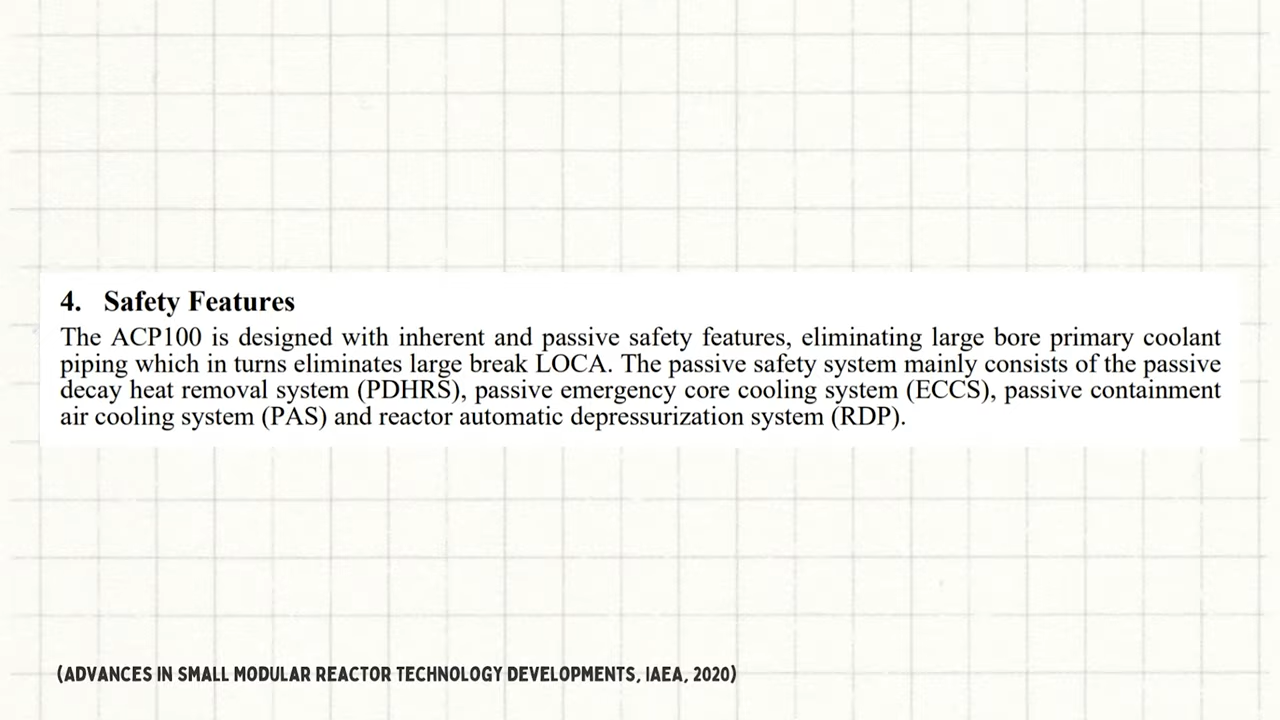 4. Safety Features
The ACP100 is designed with inherent and passive safety features, eliminating large bore primary coolant
piping which in turns eliminates large break LOCA. The passive safety system mainly consists of the passive
decay heat removal system (PDHRS), passive emergency core cooling system (ECCS), passive containment
air cooling system (PAS) and reactor automatic depressurization system (RDP).
(ADVANCES IN SMALL MODULAR REACTOR TECHNOLOGY DEVELOPMENTS, IAEA, 2020)